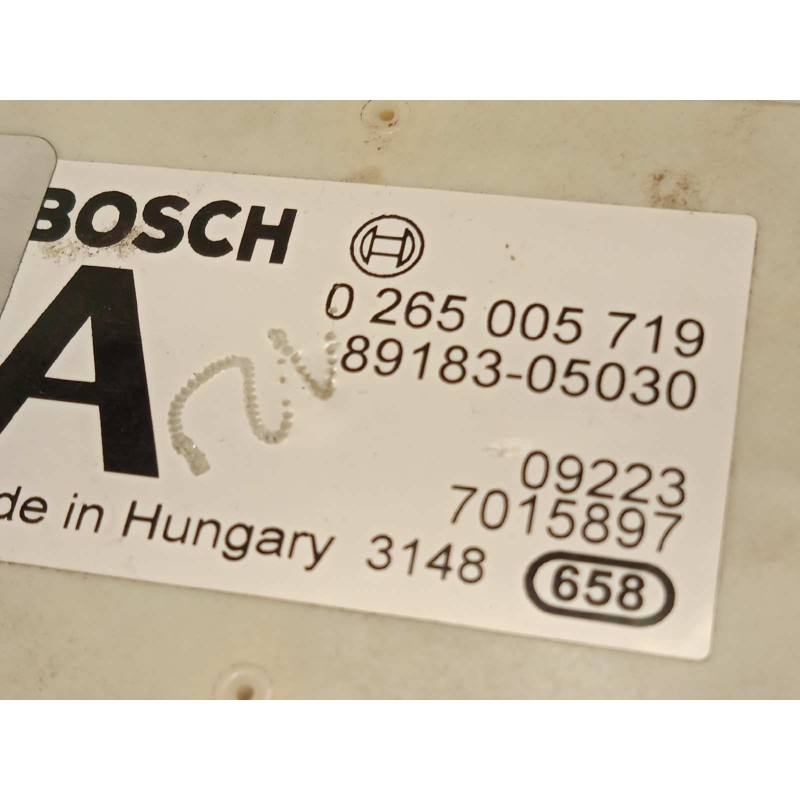 BOSCH
0 265 005 719
A
89183-05030
09223
7015897
de in Hungary 3148 658